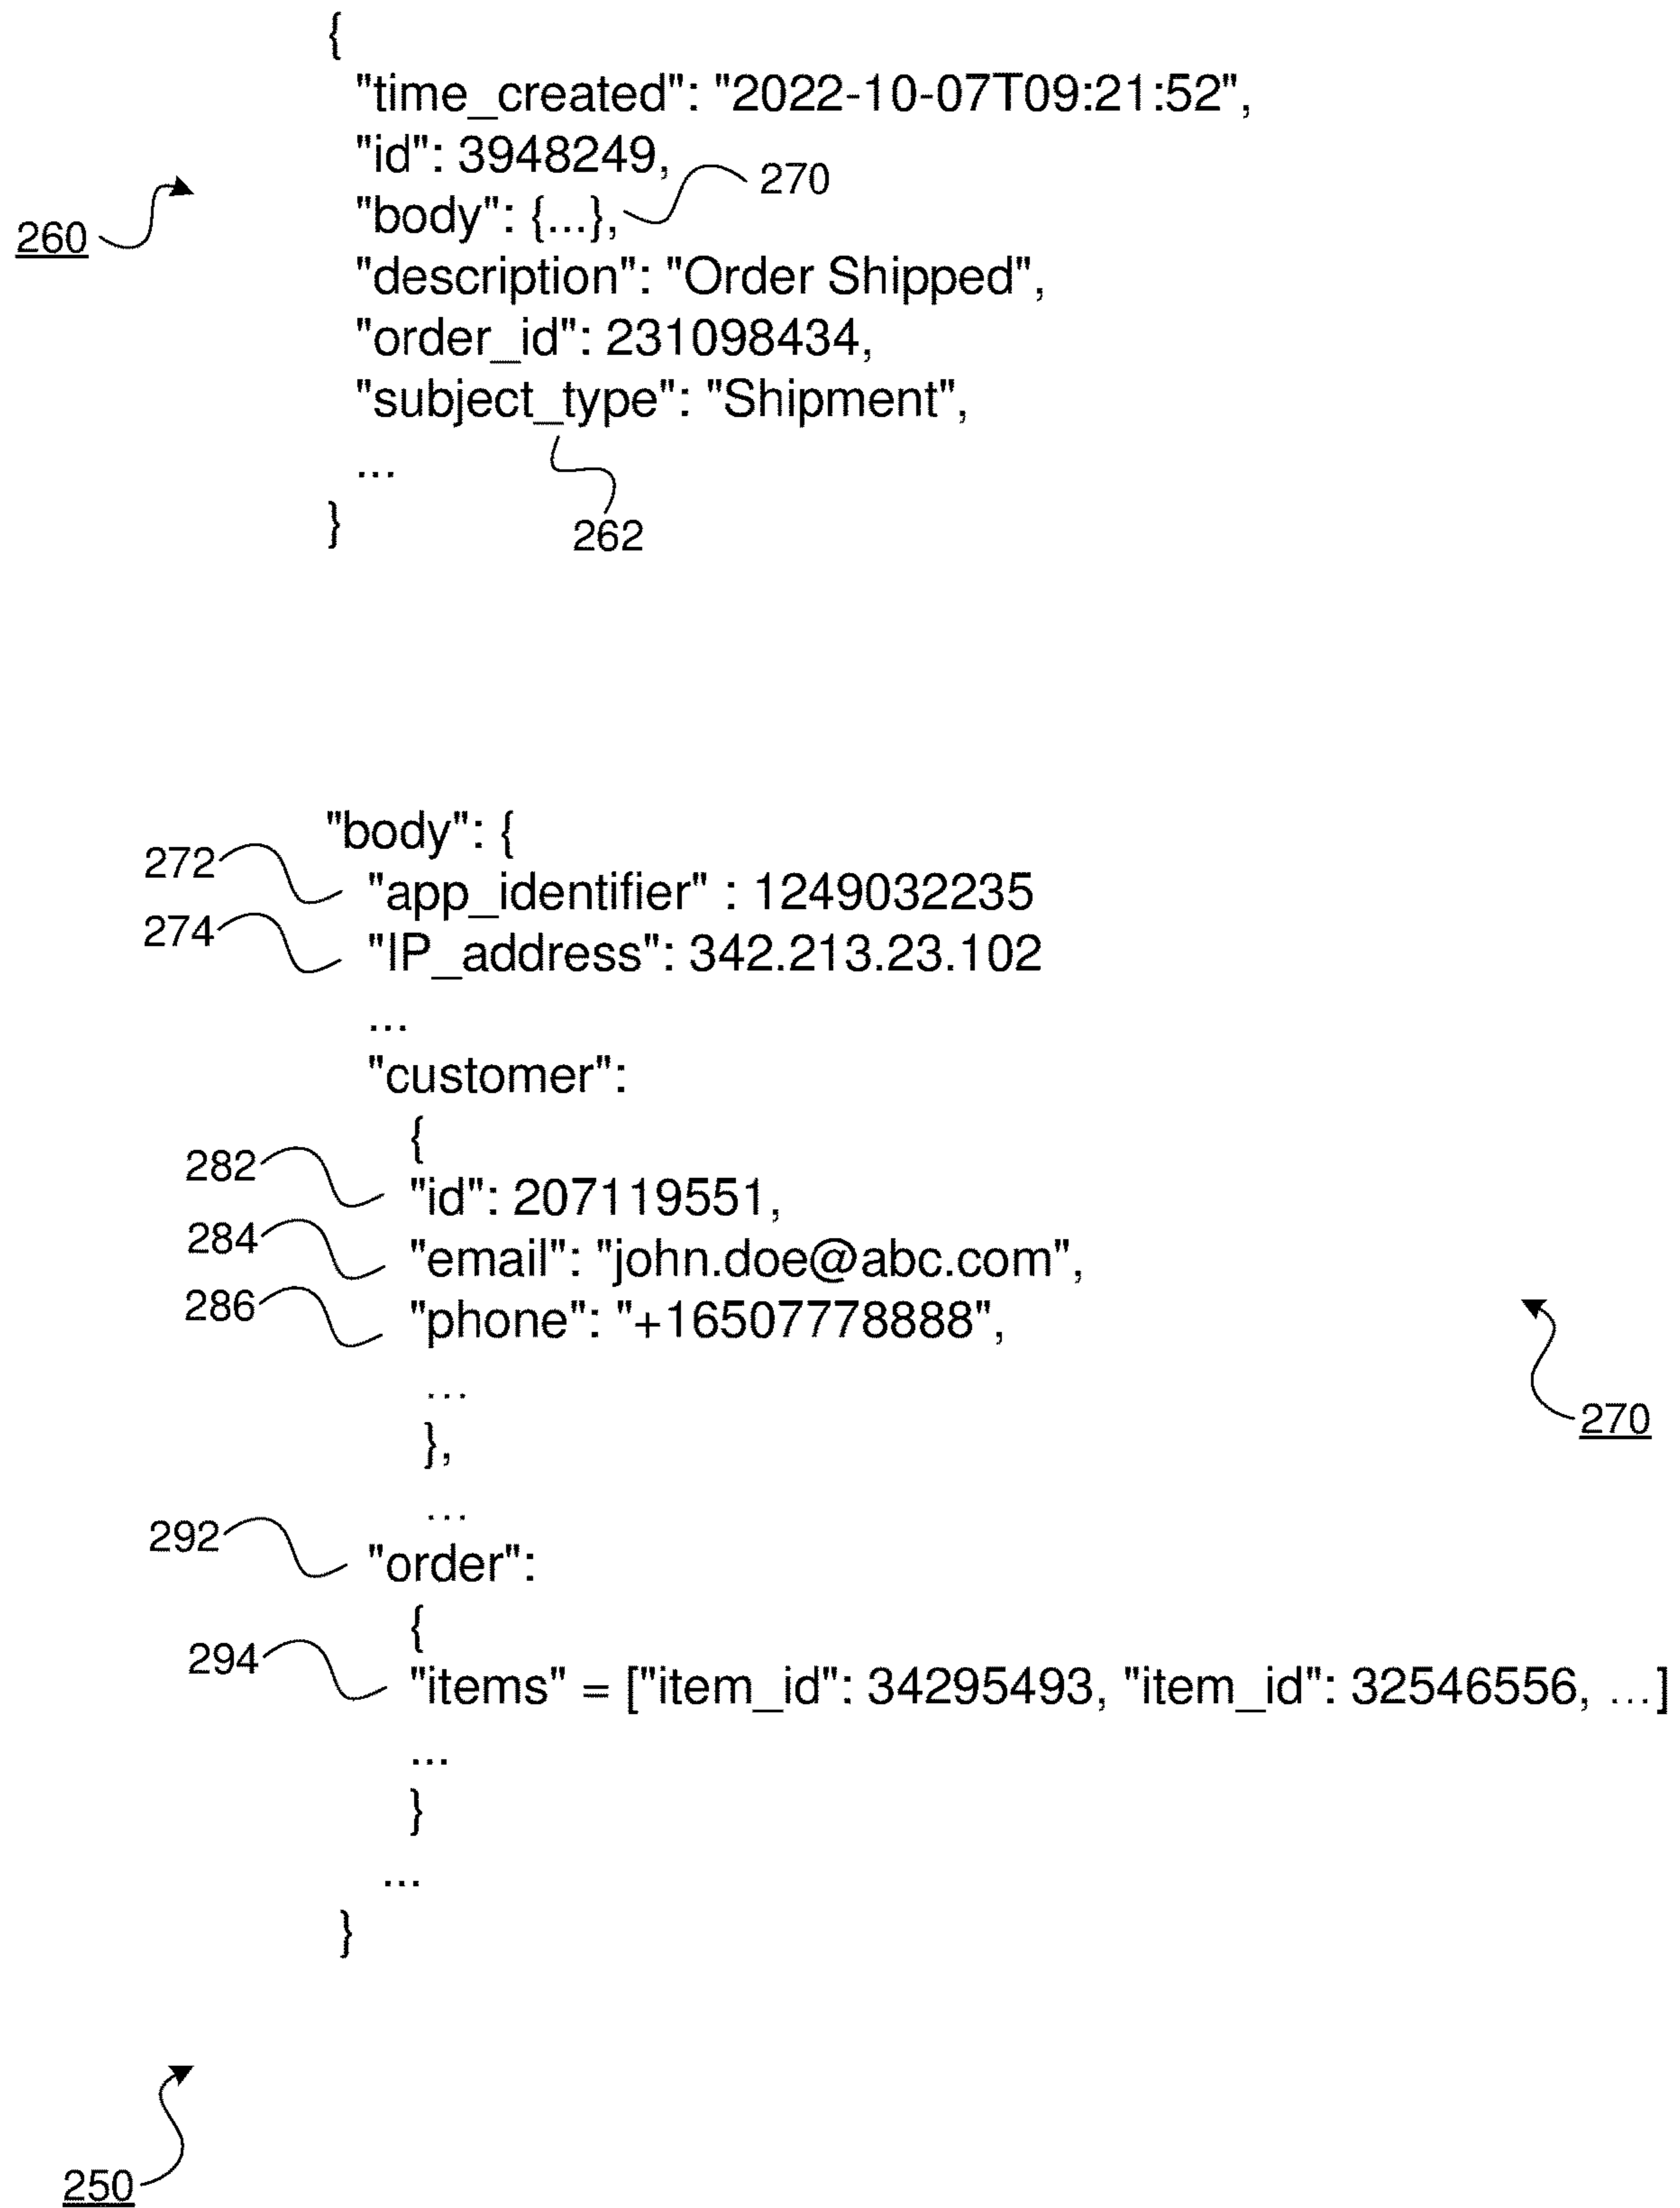 {
"time_created": "2022-10-07T09:21:52",
"id": 3948249,
270
"body": {...},
260
"description": "Order Shipped",
"order_id": 231098434,
"subject_type": "Shipment",
...
}
262
"body": {
272
"app_identifier" : 1249032235
274
"IP_address": 342.213.23.102
...
"customer":
{
282
"id": 207119551,
284
"email": "john.doe@abc.com",
286
"phone": "+16507778888",
...
270
},
...
292
"order":
{
294
"items" = ["item_id": 34295493, "item_id": 32546556, ...]
...
}
...
}
250